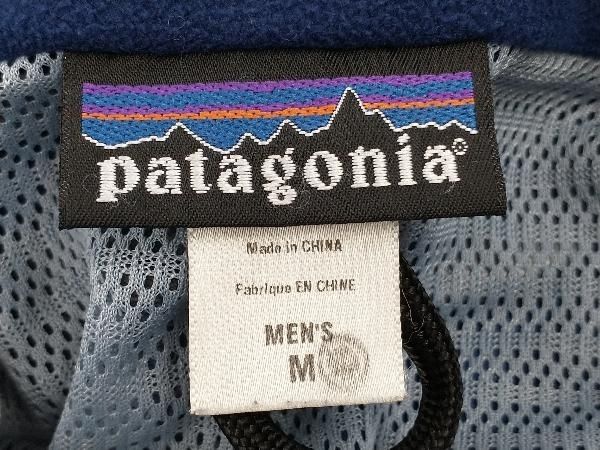 patagonia®
Made in CHINA
Fabriqué EN CHINE
MEN'S
M